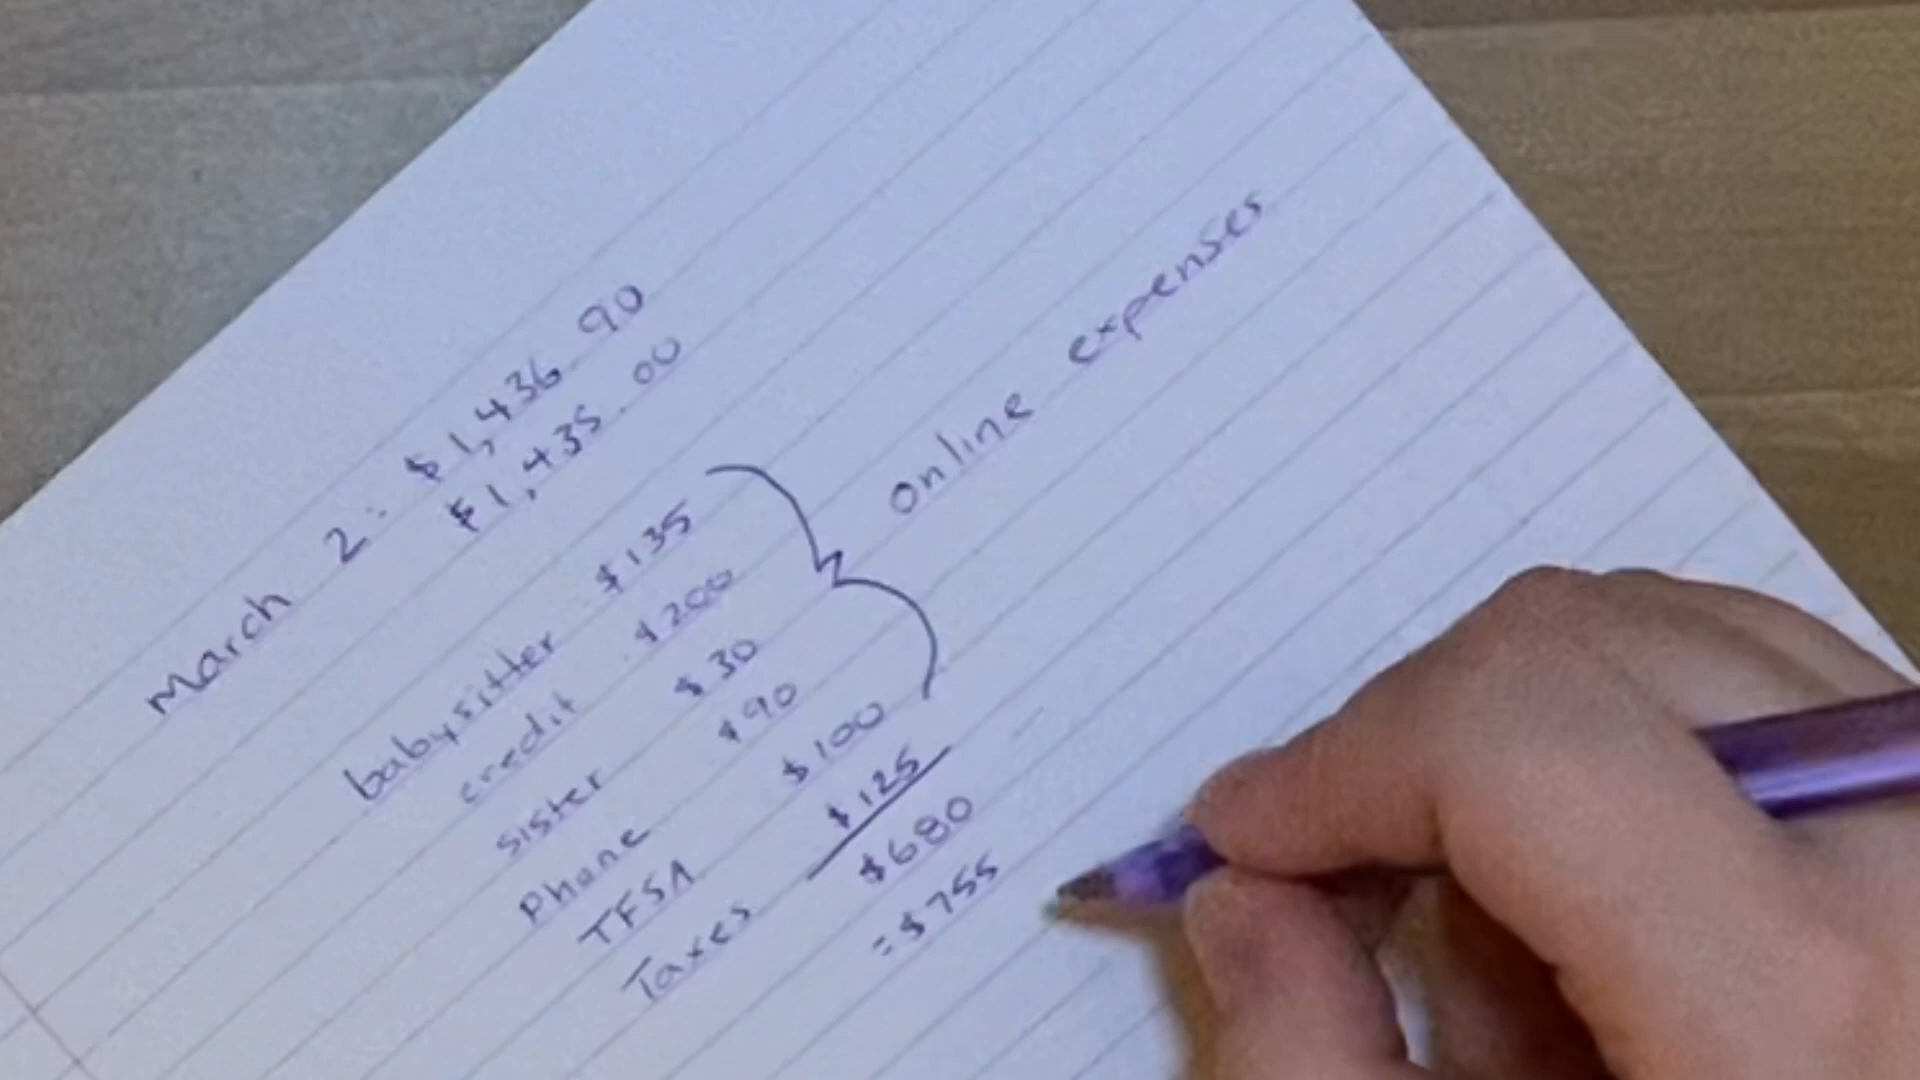 March 2: $1,436.90
$1,435.00
babysitter $135
credit $200
sister $30
Phone $90
TFSA $100
Taxes $125
$680
= $755
Online expenses